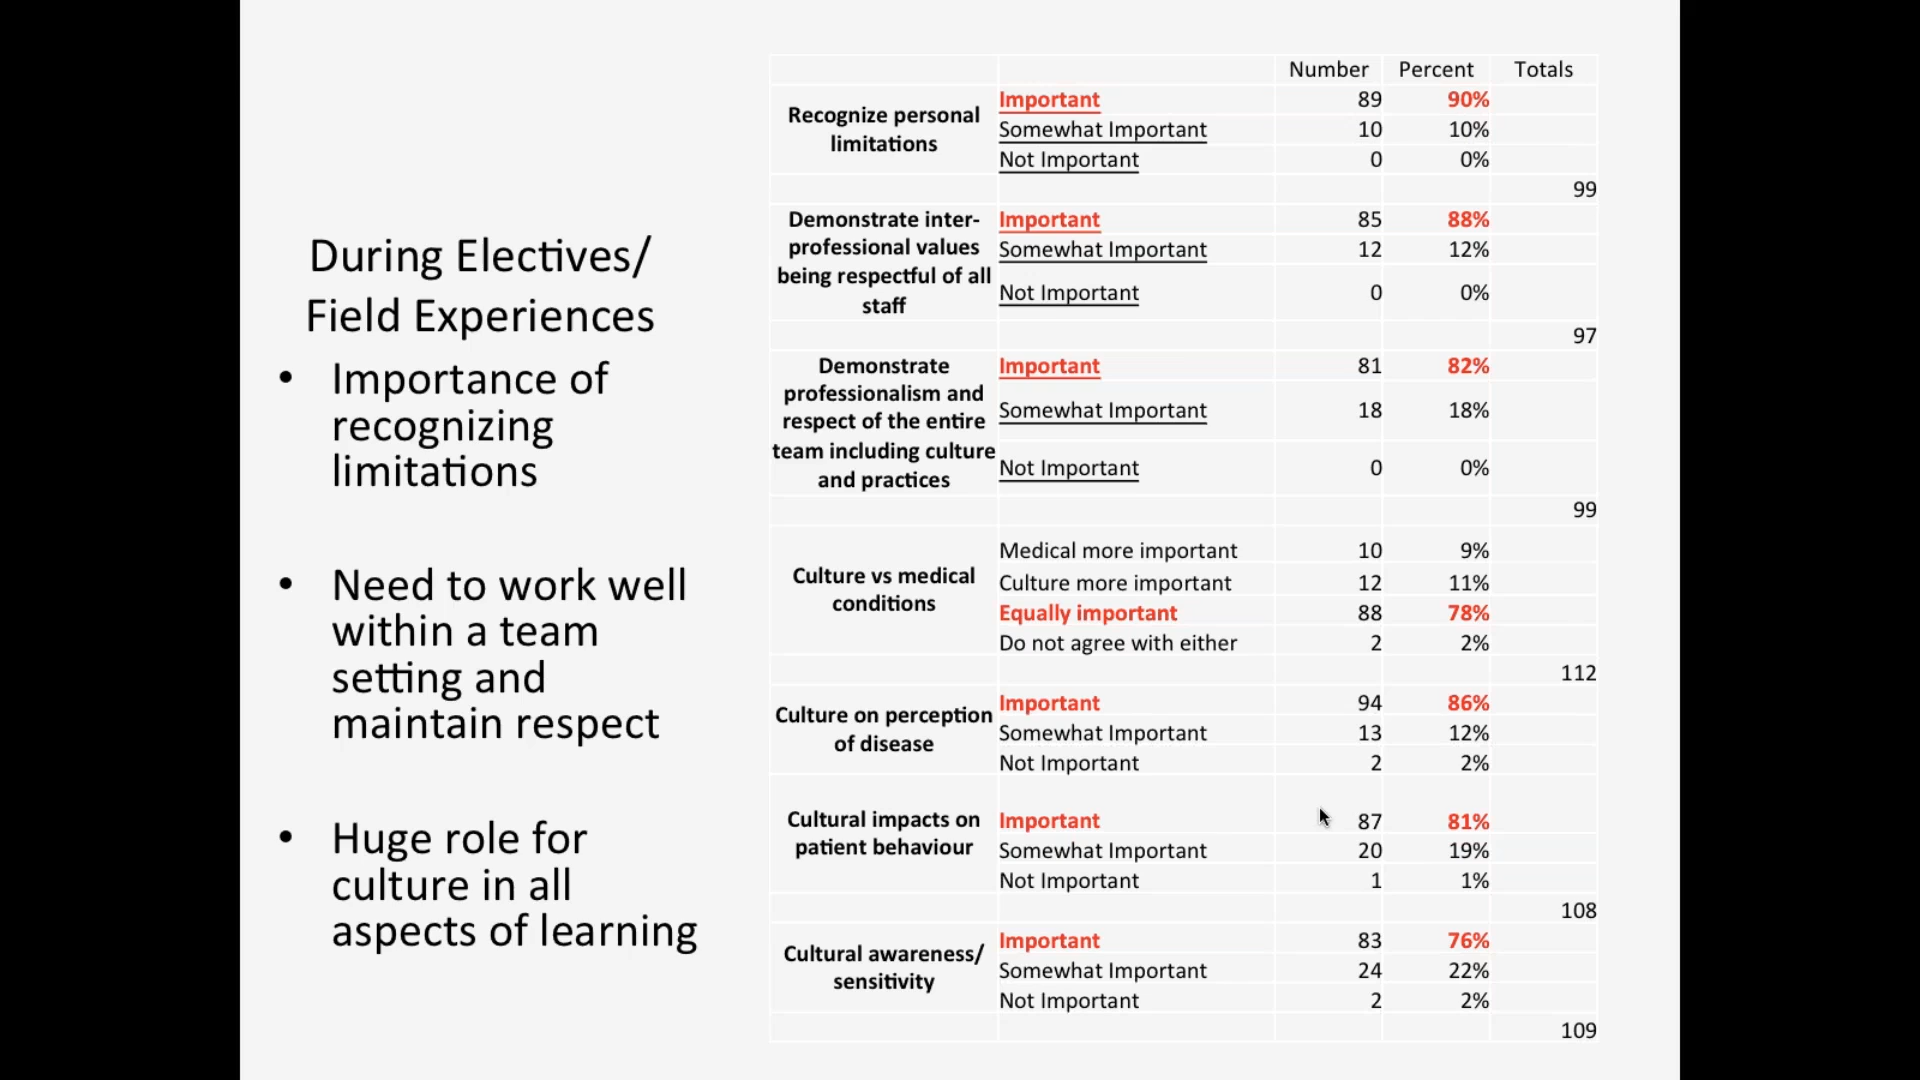 During Electives/
Field Experiences
• Importance of
recognizing
limitations
• Need to work well
within a team
setting and
maintain respect
• Huge role for
culture in all
aspects of learning
Number Percent Totals
Recognize personal
limitations
Important 89 90%
Somewhat Important 10 10%
Not Important 0 0%
99
Demonstrate inter-
professional values
being respectful of all
staff
Important 85 88%
Somewhat Important 12 12%
Not Important 0 0%
97
Demonstrate
professionalism and
respect of the entire
team including culture
and practices
Important 81 82%
Somewhat Important 18 18%
Not Important 0 0%
99
Culture vs medical
conditions
Medical more important 10 9%
Culture more important 12 11%
Equally important 88 78%
Do not agree with either 2 2%
112
Culture on perception
of disease
Important 94 86%
Somewhat Important 13 12%
Not Important 2 2%
Cultural impacts on
patient behaviour
Important 87 81%
Somewhat Important 20 19%
Not Important 1 1%
108
Cultural awareness/
sensitivity
Important 83 76%
Somewhat Important 24 22%
Not Important 2 2%
109